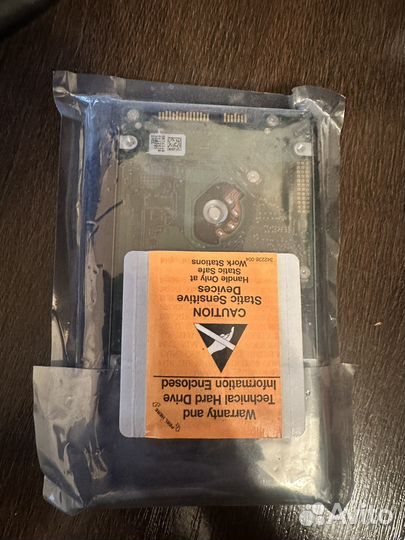 Warranty and
Technical Hard Drive
Information Enclosed
CAUTION
Static Sensitive
Devices
Handle Only at
Static Safe
Work Stations
Avito